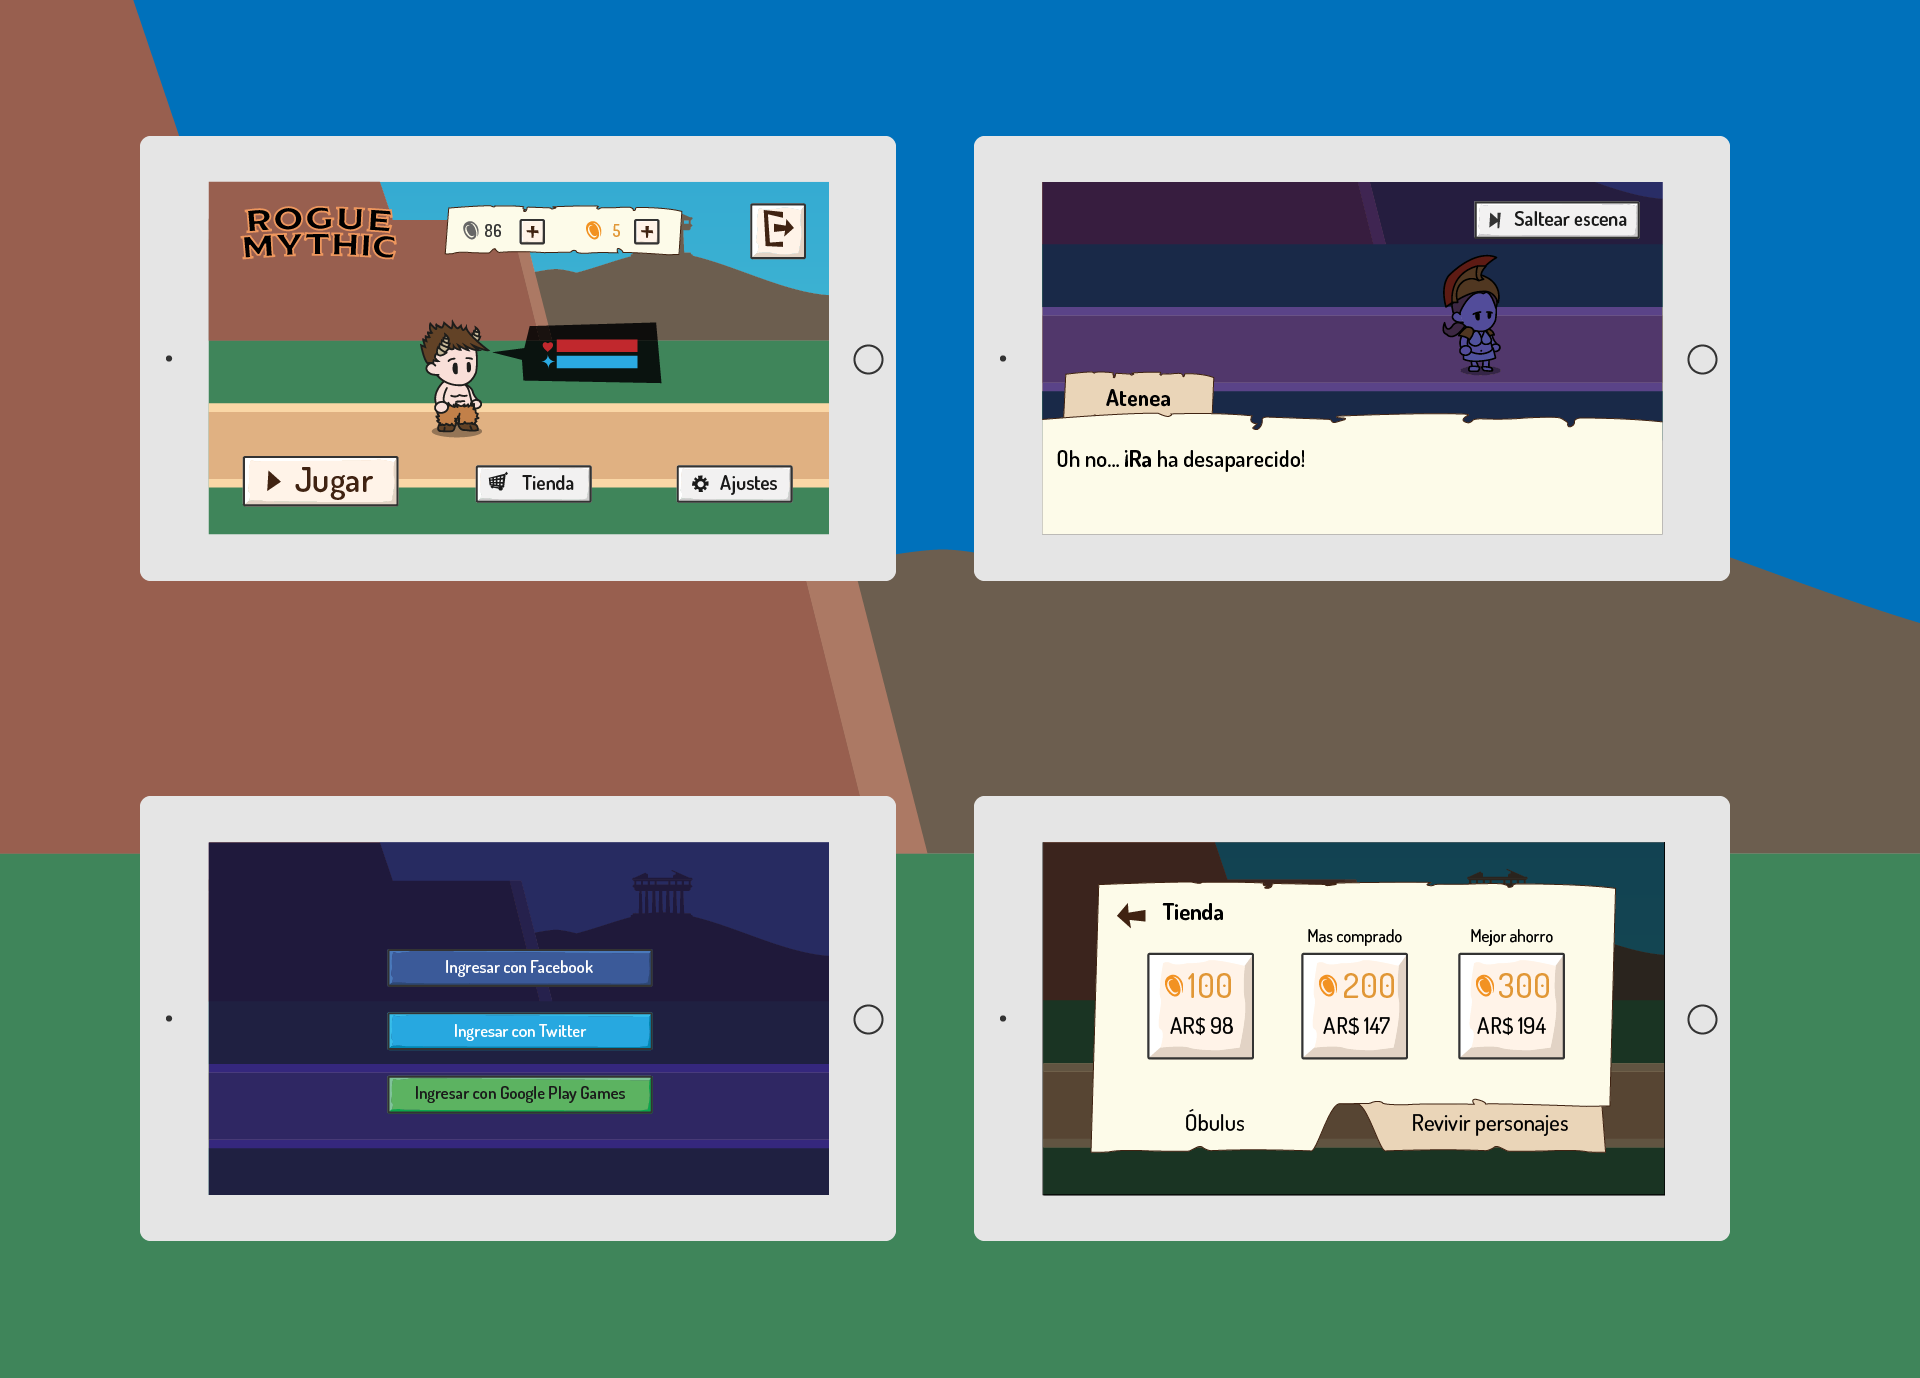 ROGUE
MYTHIC
86
5
Jugar
Tienda
Ajustes
Saltear escena
Atenea
Oh no... ¡Ra ha desaparecido!
Ingresar con Facebook
Ingresar con Twitter
Ingresar con Google Play Games
Tienda
Mas comprado
Mejor ahorro
100
AR$ 98
200
AR$ 147
300
AR$ 194
Óbulus
Revivir personajes